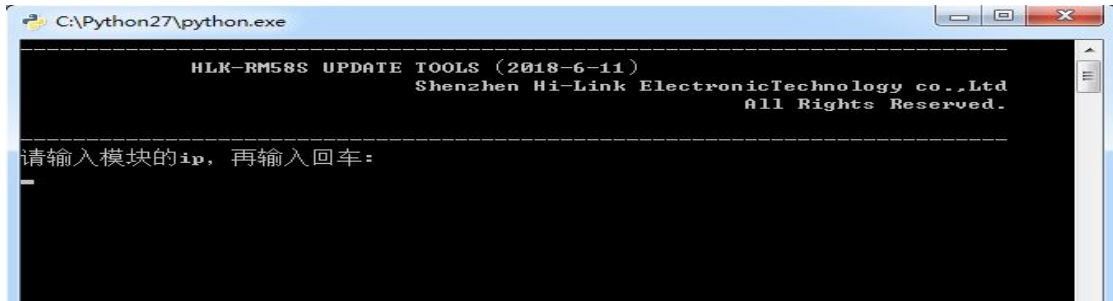 C:\Python27\python.exe
HLK-RM58S UPDATE TOOLS (2018-6-11)
Shenzhen Hi-Link ElectronicTechnology co.,Ltd
All Rights Reserved.
请输入模块的ip, 再输入回车: